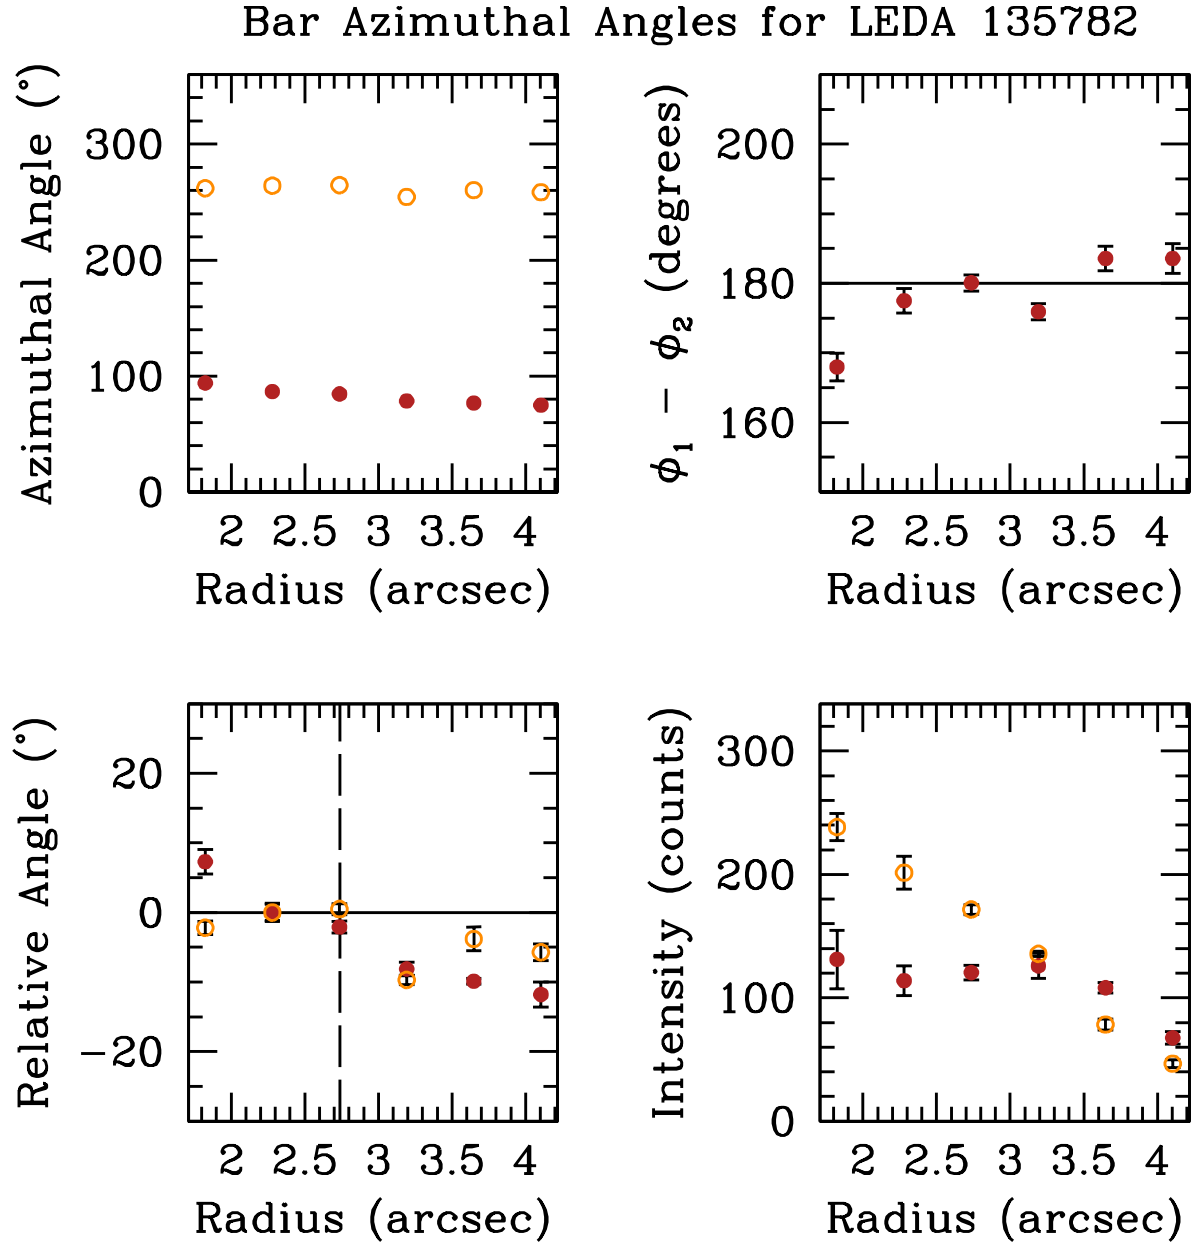 Bar Azimuthal Angles for LEDA 135782
Azimuthal Angle (°)
300
200
100
0
2 2.5 3 3.5 4
Radius (arcsec)
ϕ1 − ϕ2 (degrees)
200
180
160
2 2.5 3 3.5 4
Radius (arcsec)
Relative Angle (°)
20
0
−20
2 2.5 3 3.5 4
Radius (arcsec)
Intensity (counts)
300
200
100
0
2 2.5 3 3.5 4
Radius (arcsec)